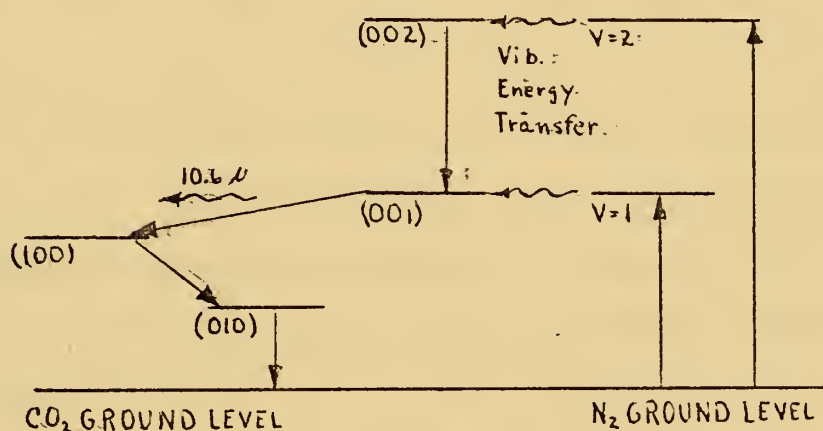 (002)
V=2
Vib.
Energy
Transfer.
10.6 μ
(001)
V=1
(100)
(010)
CO₂ GROUND LEVEL
N₂ GROUND LEVEL